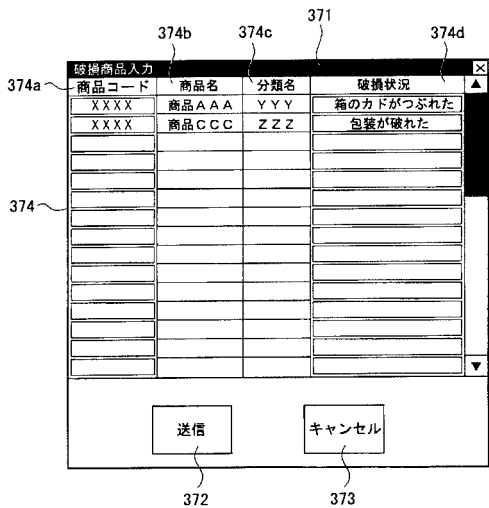 371
374b 374c 374d
破損商品入力 ×
374a 商品コード 商品名 分類名 破損状況 ▲
XXXX 商品AAA YYY 箱のカドがつぶれた
XXXX 商品CCC ZZZ 包装が破れた
374
▼
送信 キャンセル
372 373